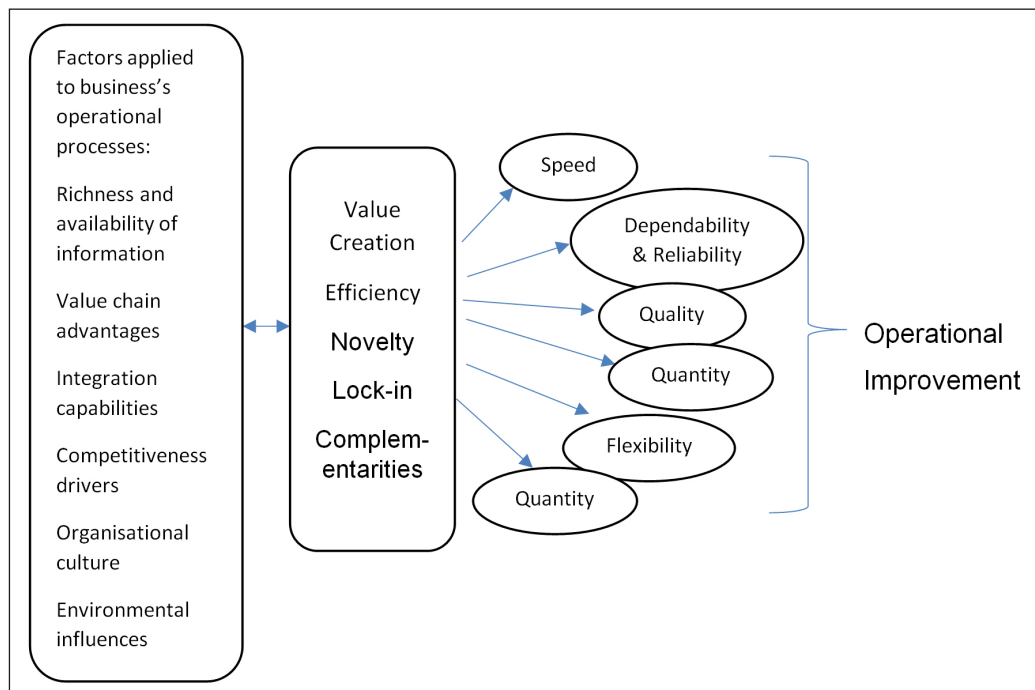 Factors applied
to business's
operational
processes:
Richness and
availability of
information
Value chain
advantages
Integration
capabilities
Competitiveness
drivers
Organisational
culture
Environmental
influences
Value
Creation
Efficiency
Novelty
Lock-in
Complem-
entarities
Speed
Dependability
& Reliability
Quality
Quantity
Flexibility
Quantity
Operational
Improvement